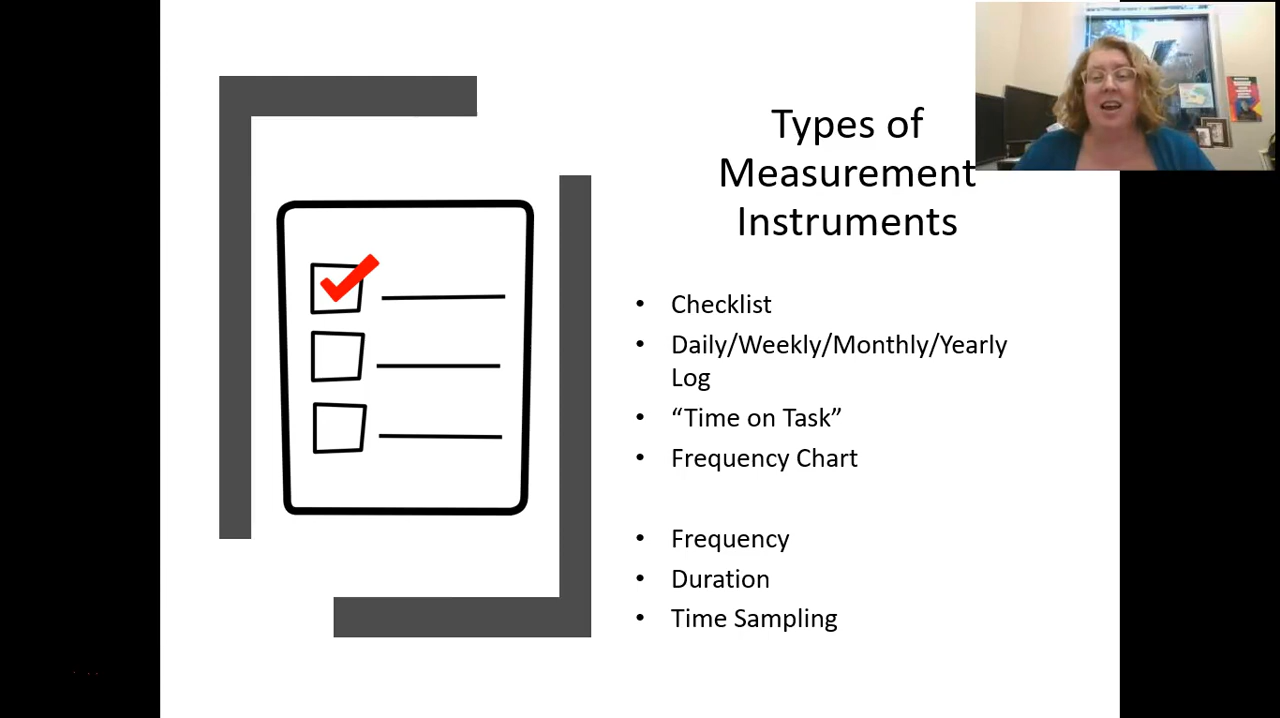 Types of
Measurement
Instruments
• Checklist
• Daily/Weekly/Monthly/Yearly
Log
• “Time on Task”
• Frequency Chart
• Frequency
• Duration
• Time Sampling